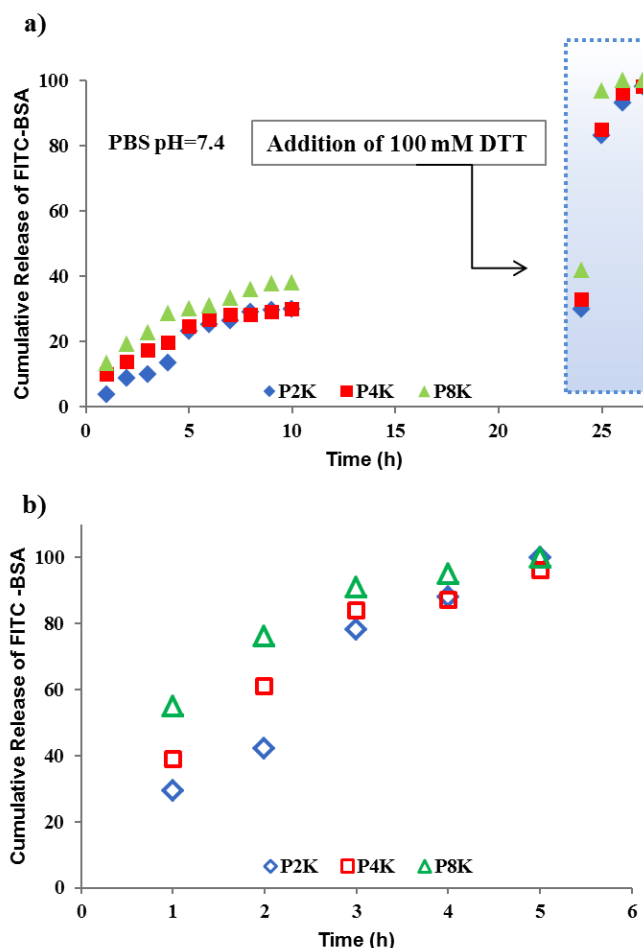 a)
Cumulative Release of FITC-BSA
100
80
60
40
20
0
PBS pH=7.4
Addition of 100 mM DTT
P2K P4K P8K
0 5 10 15 20 25
Time (h)
b)
Cumulative Release of FITC -BSA
100
80
60
40
20
0
P2K P4K P8K
0 1 2 3 4 5 6
Time (h)